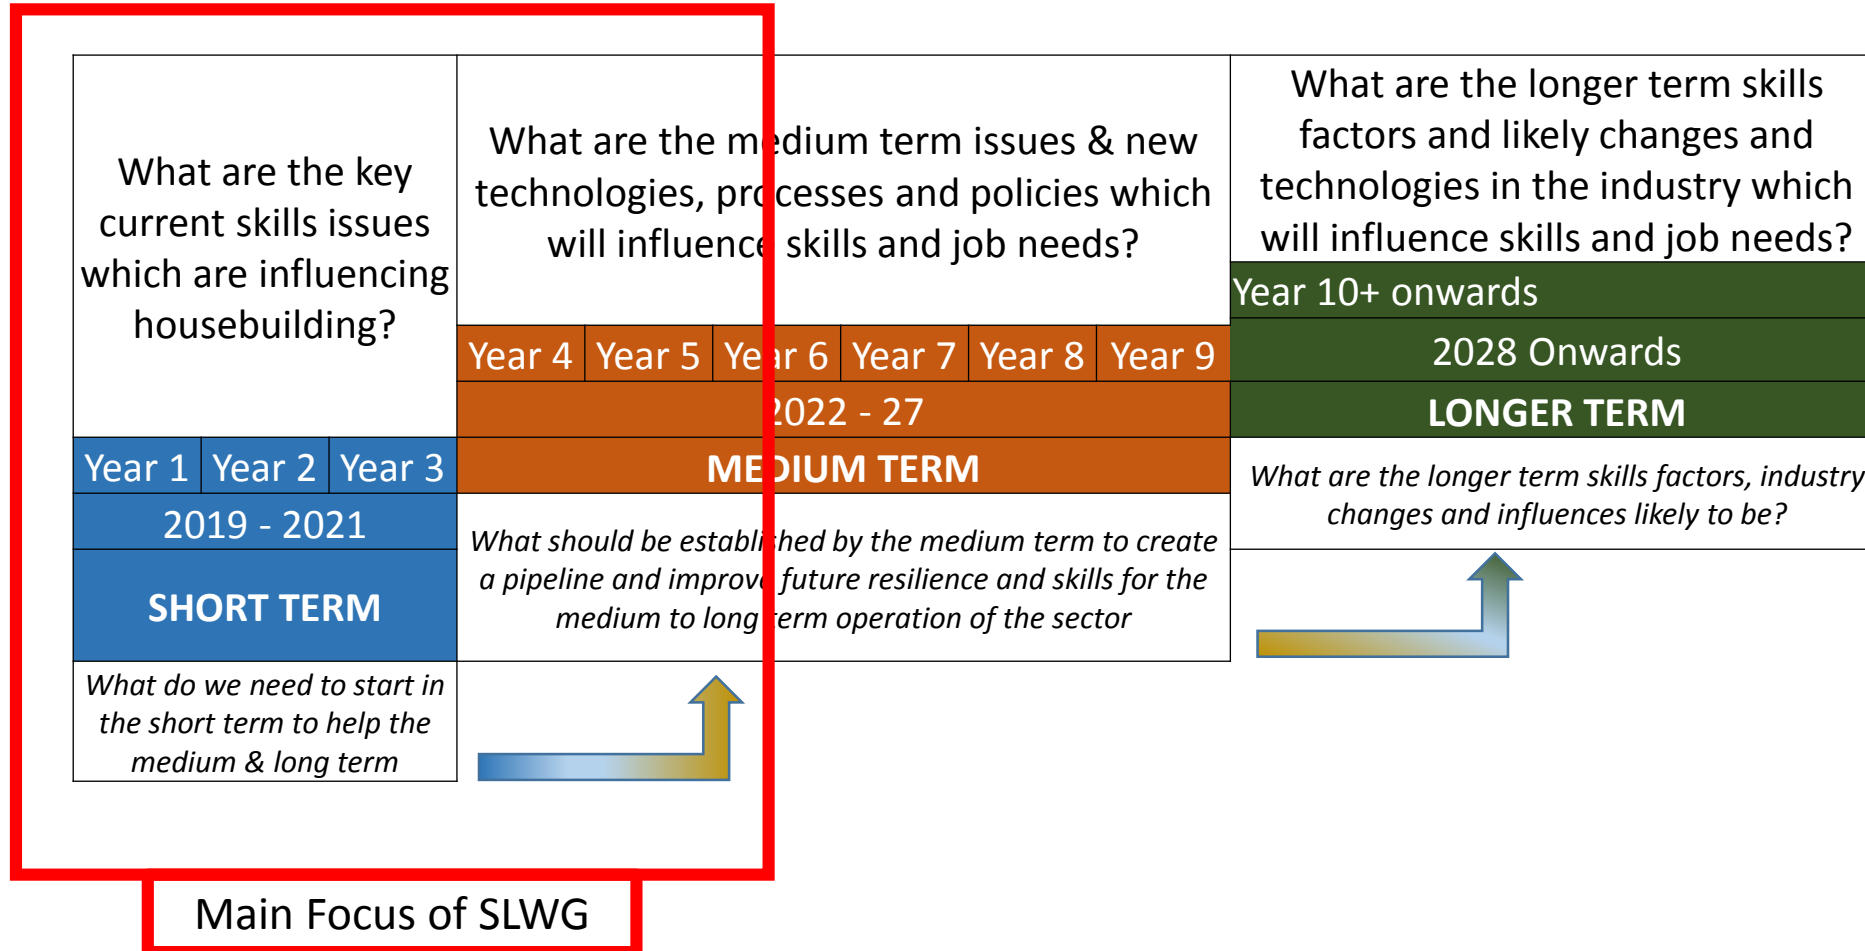 What are the key
current skills issues
which are influencing
housebuilding?
Year 1 Year 2 Year 3
2019 - 2021
SHORT TERM
What do we need to start in
the short term to help the
medium & long term
What are the medium term issues & new
technologies, processes and policies which
will influence skills and job needs?
Year 4 Year 5 Year 6 Year 7 Year 8 Year 9
2022 - 27
MEDIUM TERM
What should be established by the medium term to create
a pipeline and improve future resilience and skills for the
medium to long term operation of the sector
What are the longer term skills
factors and likely changes and
technologies in the industry which
will influence skills and job needs?
Year 10+ onwards
2028 Onwards
LONGER TERM
What are the longer term skills factors, industry
changes and influences likely to be?
Main Focus of SLWG